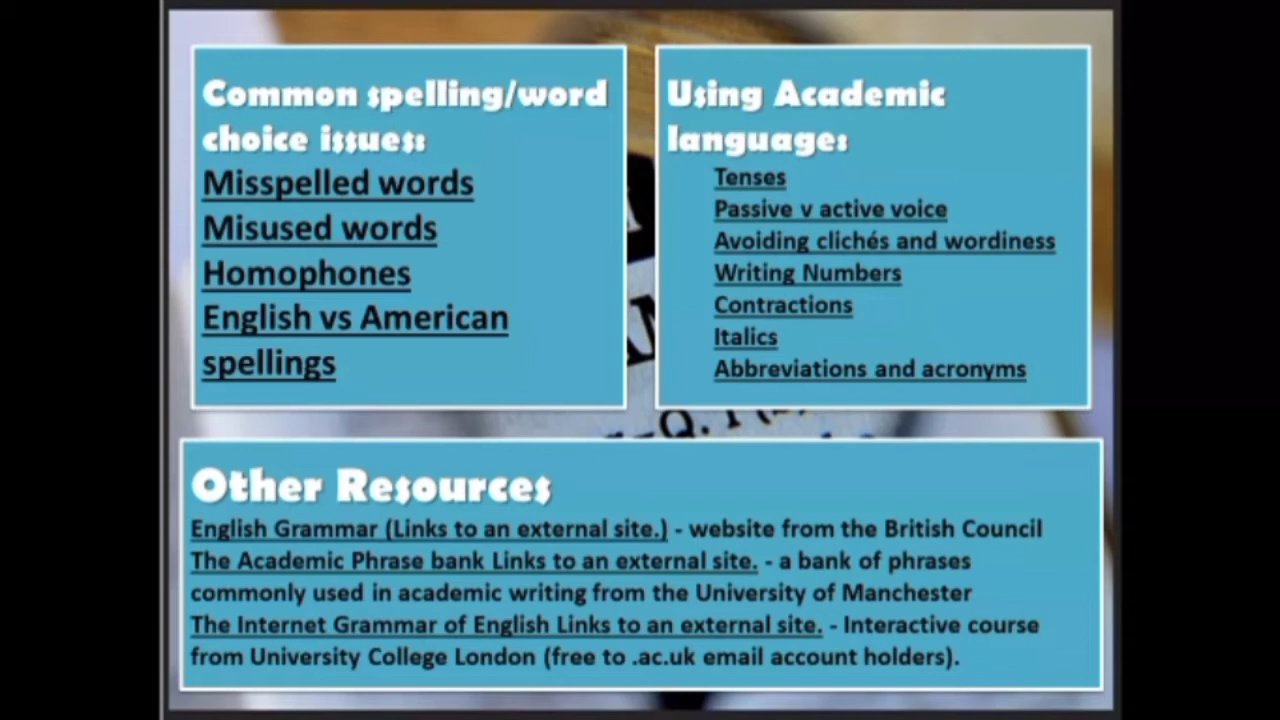 Common spelling/word
choice issues:
Misspelled words
Misused words
Homophones
English vs American
spellings
Using Academic
language:
Tenses
Passive v active voice
Avoiding clichés and wordiness
Writing Numbers
Contractions
Italics
Abbreviations and acronyms
Other Resources
English Grammar (Links to an external site.) - website from the British Council
The Academic Phrase bank Links to an external site. - a bank of phrases
commonly used in academic writing from the University of Manchester
The Internet Grammar of English Links to an external site. - Interactive course
from University College London (free to .ac.uk email account holders).